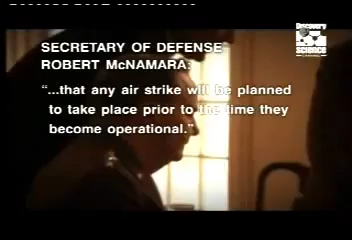 Discovery
science
CHANNEL
SECRETARY OF DEFENSE
ROBERT McNAMARA:
“...that any air strike will be planned
to take place prior to the time they
become operational.”